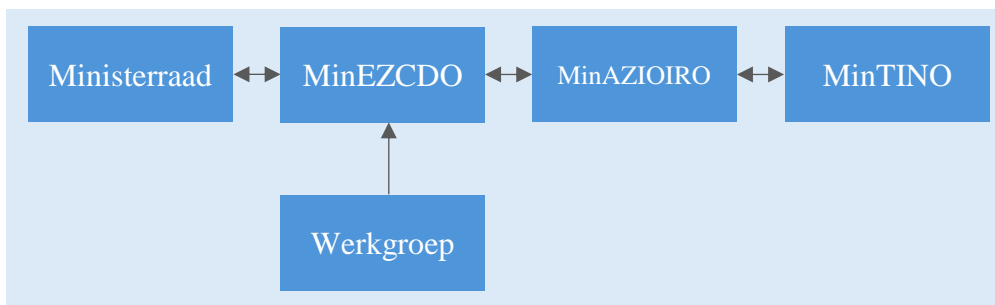 Ministerraad
MinEZCDO
MinAZIOIRO
MinTINO
Werkgroep